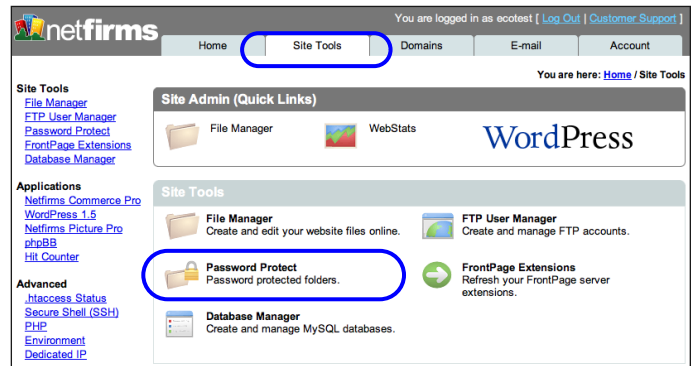 netfirms
You are logged in as ecotest [ Log Out | Customer Support ]
Home
Site Tools
Domains
E-mail
Account
You are here: Home / Site Tools
Site Tools
File Manager
FTP User Manager
Password Protect
FrontPage Extensions
Database Manager
Applications
Netfirms Commerce Pro
WordPress 1.5
Netfirms Picture Pro
phpBB
Hit Counter
Advanced
.htaccess Status
Secure Shell (SSH)
PHP
Environment
Dedicated IP
Site Admin (Quick Links)
File Manager
WebStats
WordPress
Site Tools
File Manager
Create and edit your website files online.
FTP User Manager
Create and manage FTP accounts.
Password Protect
Password protected folders.
FrontPage Extensions
Refresh your FrontPage server
extensions.
Database Manager
Create and manage MySQL databases.